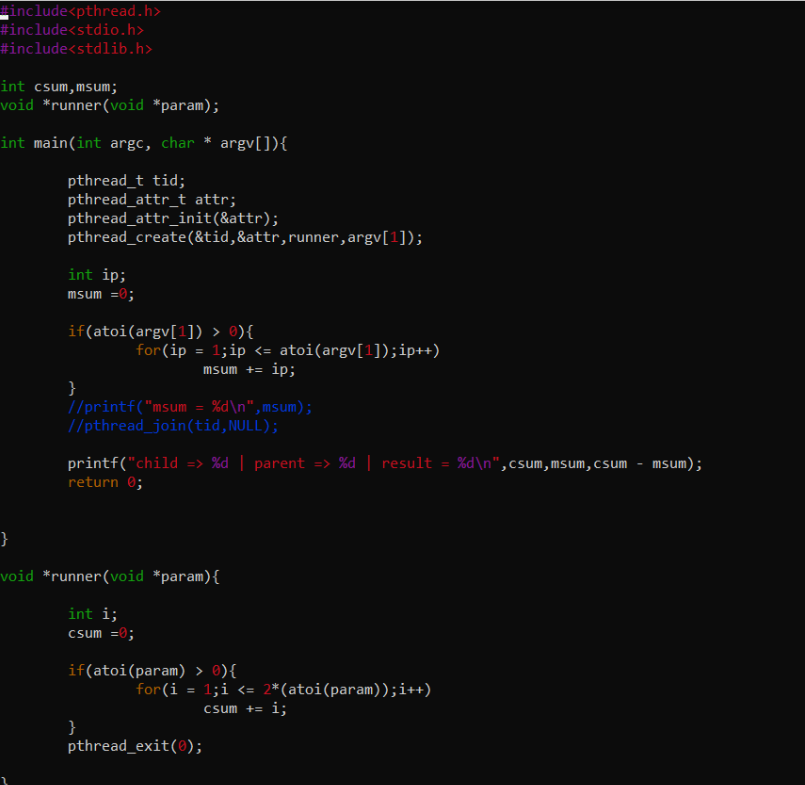 #include<pthread.h>
#include<stdio.h>
#include<stdlib.h>
int csum,msum;
void *runner(void *param);
int main(int argc, char * argv[]){
pthread_t tid;
pthread_attr_t attr;
pthread_attr_init(&attr);
pthread_create(&tid,&attr,runner,argv[1]);
int ip;
msum =0;
if(atoi(argv[1]) > 0){
for(ip = 1;ip <= atoi(argv[1]);ip++)
msum += ip;
}
//printf("msum = %d\n",msum);
//pthread_join(tid,NULL);
printf("child => %d | parent => %d | result = %d\n",csum,msum,csum - msum);
return 0;
}
void *runner(void *param){
int i;
csum =0;
if(atoi(param) > 0){
for(i = 1;i <= 2*(atoi(param));i++)
csum += i;
}
pthread_exit(0);
}